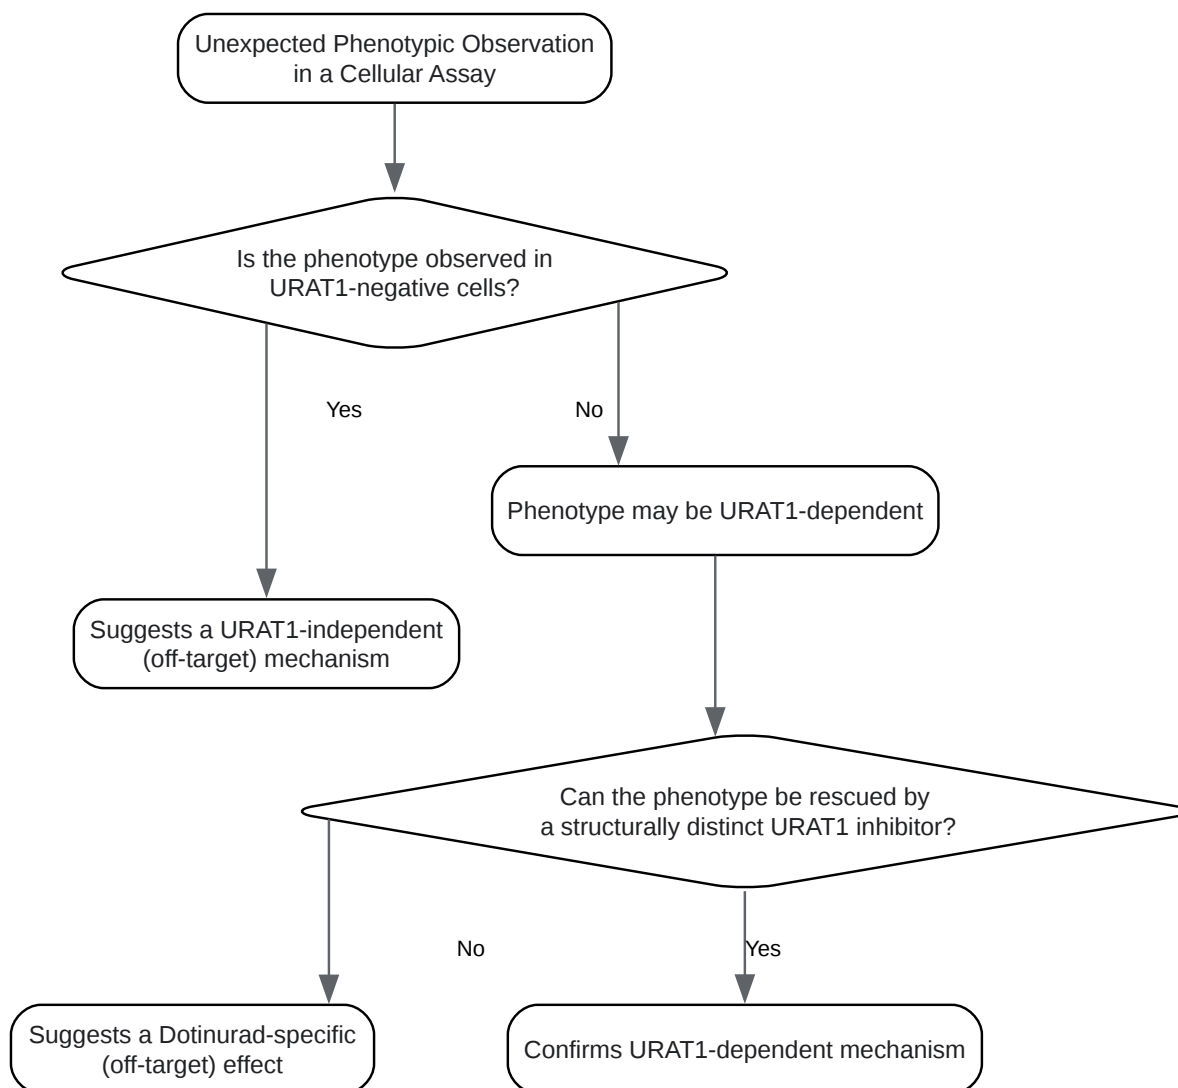 Unexpected Phenotypic Observation
in a Cellular Assay
Is the phenotype observed in
URAT1-negative cells?
Yes
No
Phenotype may be URAT1-dependent
Suggests a URAT1-independent
(off-target) mechanism
Can the phenotype be rescued by
a structurally distinct URAT1 inhibitor?
No
Yes
Suggests a Dotinurad-specific
(off-target) effect
Confirms URAT1-dependent mechanism